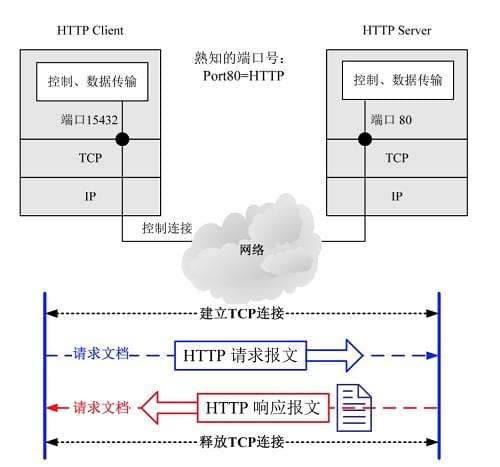 HTTP Client
HTTP Server
熟知的端口号：
Port80=HTTP
控制、数据传输
控制、数据传输
端口15432
端口 80
TCP
TCP
IP
IP
控制连接
网络
建立TCP连接
请求文档
HTTP 请求报文
请求文档
HTTP 响应报文
释放TCP连接